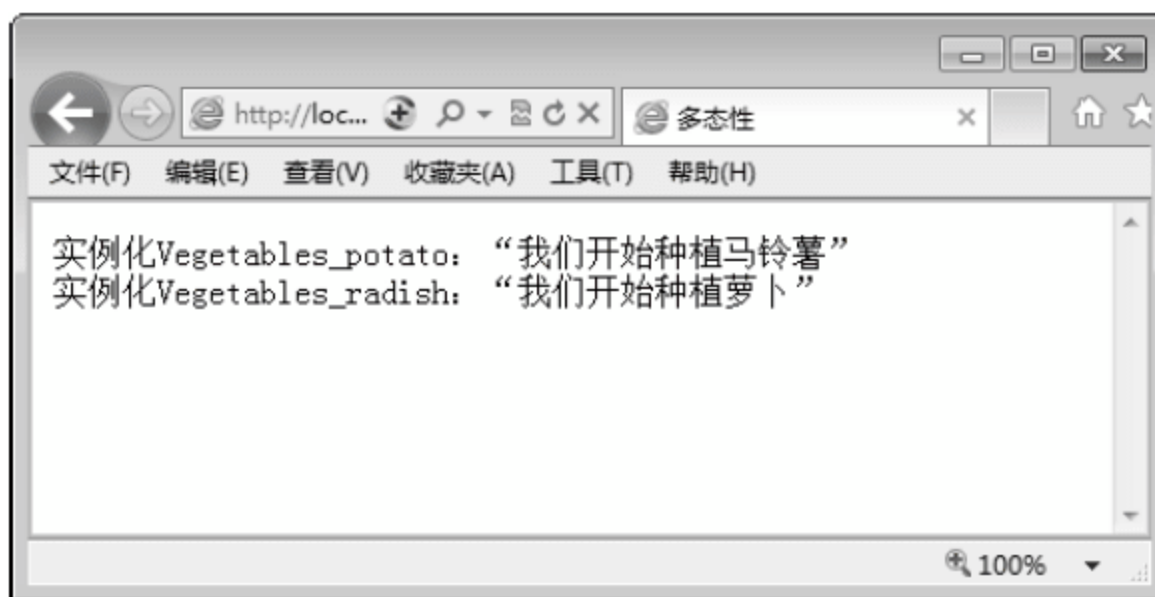 http://loc...
多态性
文件(F) 编辑(E) 查看(V) 收藏夹(A) 工具(T) 帮助(H)
实例化Vegetables_potato：“我们开始种植马铃薯”
实例化Vegetables_radish：“我们开始种植萝卜”
100%